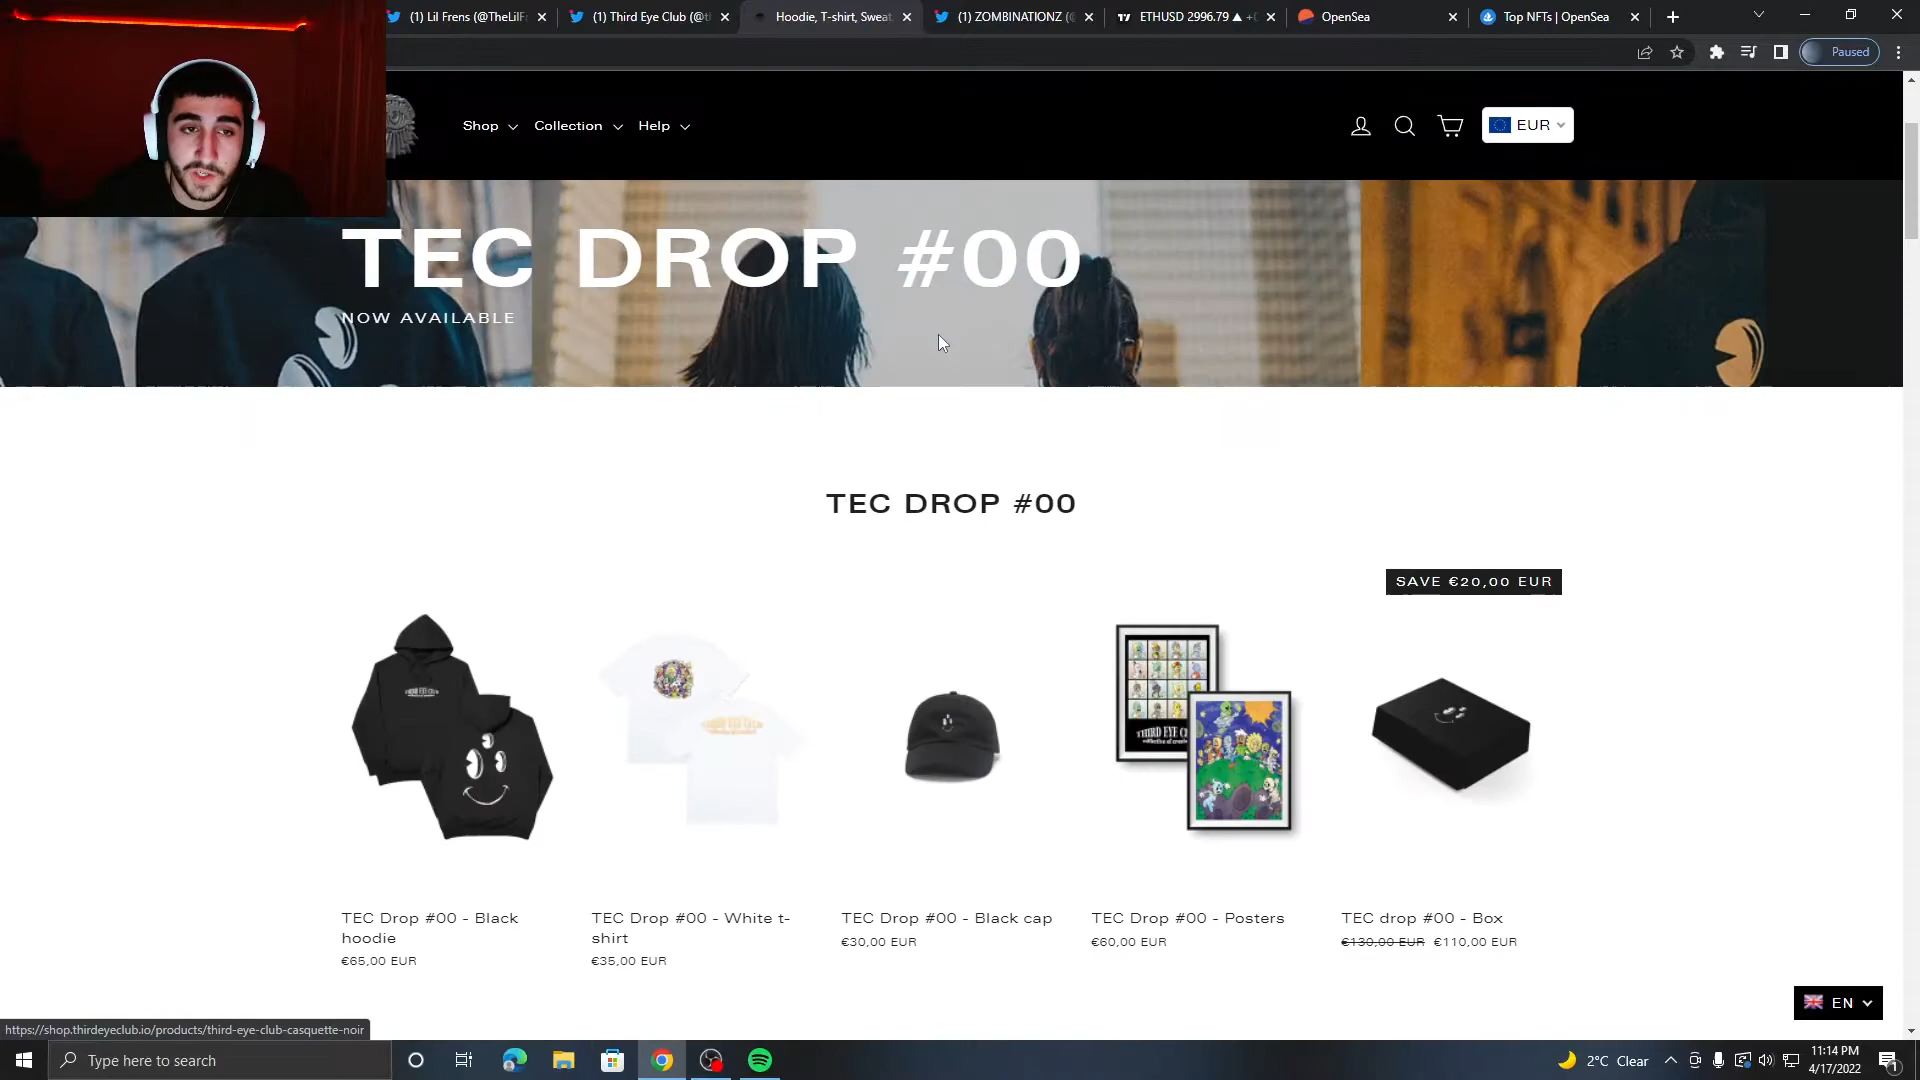 (1) Lil Frens (@TheLilF
(1) Third Eye Club (@th
Hoodie, T-shirt, Sweat
(1) ZOMBINATIONZ (@
ETHUSD 2996.79 ▲ +0
OpenSea
Top NFTs | OpenSea
Paused
Shop
Collection
Help
EUR
TEC DROP #00
NOW AVAILABLE
TEC DROP #00
SAVE €20,00 EUR
TEC Drop #00 - Black
hoodie
€65,00 EUR
TEC Drop #00 - White t-
shirt
€35,00 EUR
TEC Drop #00 - Black cap
€30,00 EUR
TEC Drop #00 - Posters
€60,00 EUR
TEC drop #00 - Box
€130,00 EUR €110,00 EUR
EN
https://shop.thirdeyeclub.io/products/third-eye-club-casquette-noir
Type here to search
2°C Clear
11:14 PM
4/17/2022
1